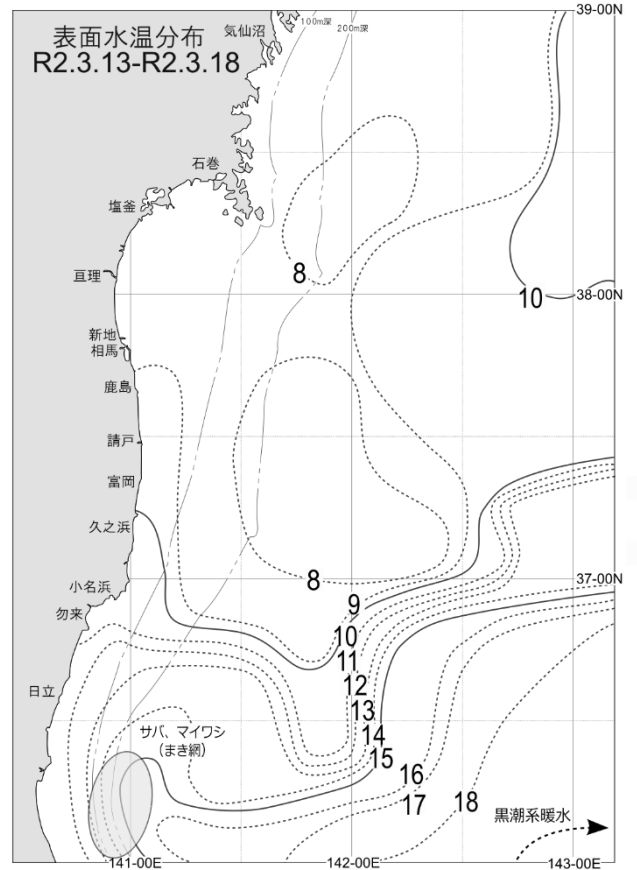 39-00N
表面水温分布
R2.3.13-R2.3.18
気仙沼
100m深
200m深
石巻
塩釜
亘理
8
10
38-00N
新地
相馬
鹿島
請戸
富岡
久之浜
8
37-00N
小名浜
勿来
9
10
11
12
13
14
15
16
17
18
日立
サバ、マイワシ
(まき網)
黒潮系暖水
141-00E
142-00E
143-00E